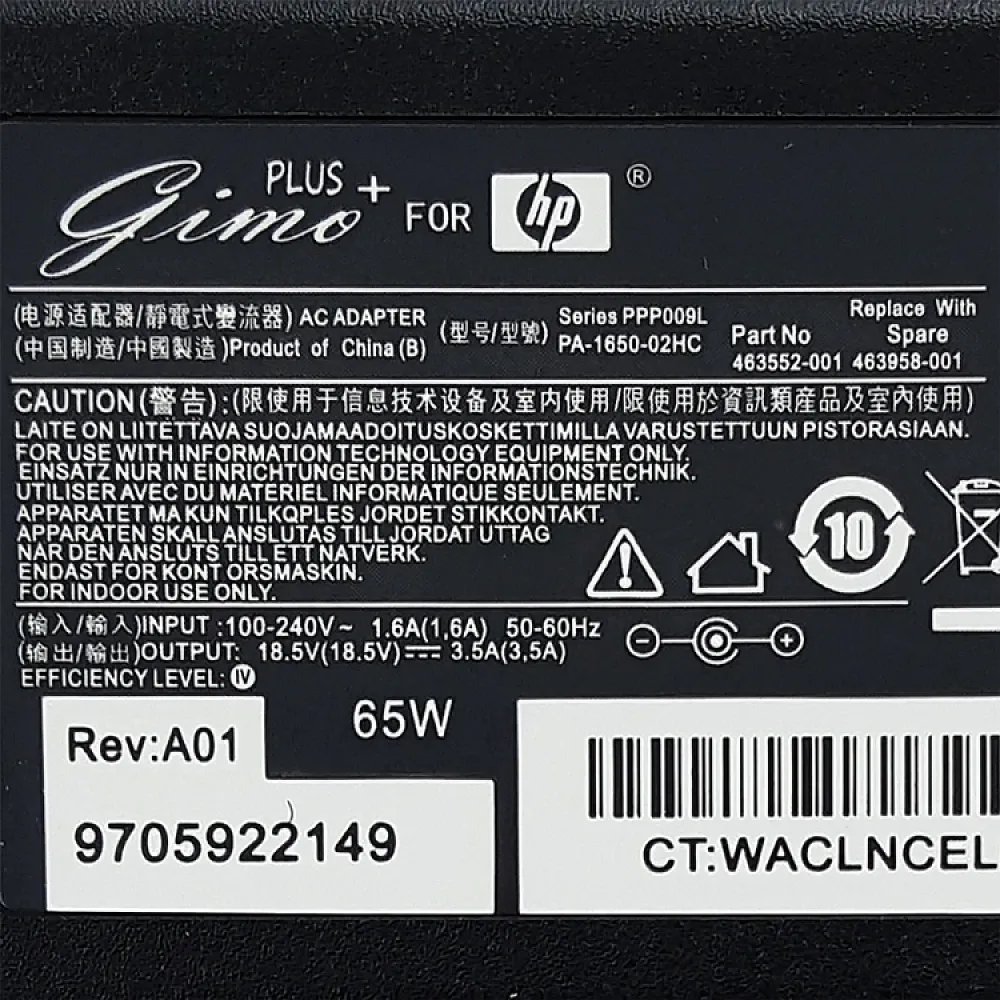 Gimo PLUS + FOR hp ®
(电源适配器/靜電式變流器) AC ADAPTER
(中国制造/中國製造)Product of China (B)
(型号/型號)
Series PPP009L
PA-1650-02HC
Part No
463552-001
Replace With
Spare
463958-001
CAUTION(警告):(限使用于信息技术设备及室内使用/限使用於資訊類産品及室內使用)
LAITE ON LIITETTAVA SUOJAMAADOITUSKOSKETTIMILLA VARUSTETTUUN PISTORASIAAN.
FOR USE WITH INFORMATION TECHNOLOGY EQUIPMENT ONLY.
EINSATZ NUR IN EINRICHTUNGEN DER INFORMATIONSTECHNIK.
UTILISER AVEC DU MATERIEL INFORMATIQUE SEULEMENT.
APPARATET MA KUN TILKQPLES JORDET STIKKONTAKT.
APPARATEN SKALL ANSLUTAS TILL JORDAT UTTAG
NAR DEN ANSLUTS TILL ETT NATVERK.
ENDAST FOR KONT ORSMASKIN.
FOR INDOOR USE ONLY.
10
(输入/輸入)INPUT :100-240V~ 1.6A(1,6A) 50-60Hz
(输出/輸出)OUTPUT: 18.5V(18.5V)⎓ 3.5A(3,5A)
EFFICIENCY LEVEL: IV
65W
Rev:A01
9705922149
CT:WACLNCEL